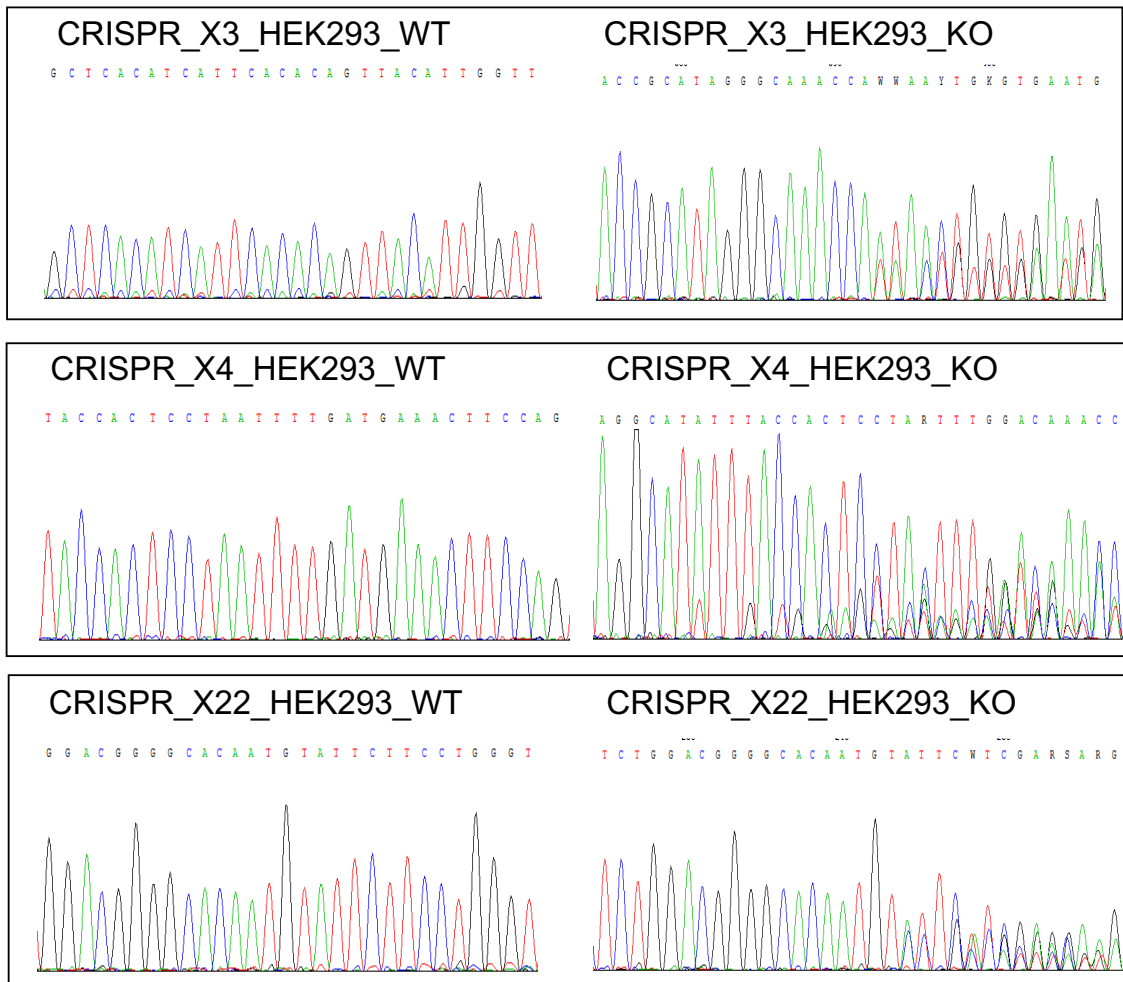 CRISPR_X3_HEK293_WT
G C T C A C A T C A T T C A C A C A G T T A C A T T G G T T
CRISPR_X3_HEK293_KO
A C C G C A T A G G G C A A A C C A W W A A Y T G K G T G A A T G
CRISPR_X4_HEK293_WT
T A C C A C T C C T A A T T T T G A T G A A A C T T C C A G
CRISPR_X4_HEK293_KO
A G G C A T A T T T A C C A C T C C T A R T T T G G A C A A A C C
CRISPR_X22_HEK293_WT
G G A C G G G G C A C A A T G T A T T C T T C C T G G G T
CRISPR_X22_HEK293_KO
T C T G G A C G G G G C A C A A T G T A T T C W T C G A R S A R G